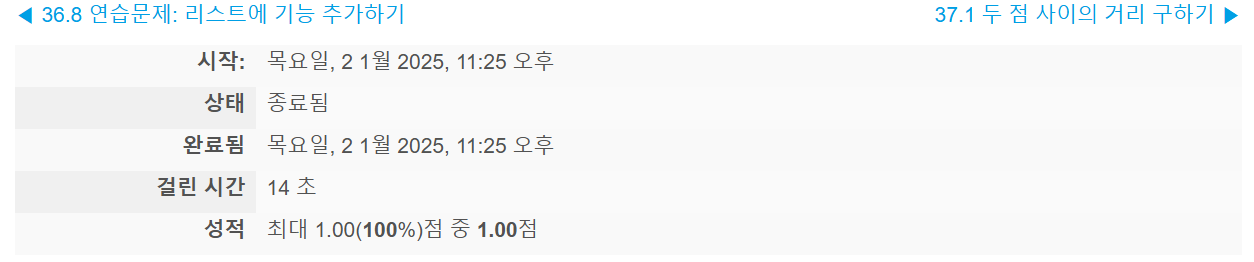 ◀ 36.8 연습문제: 리스트에 기능 추가하기
37.1 두 점 사이의 거리 구하기 ▶
시작: 목요일, 2 1월 2025, 11:25 오후
상태 종료됨
완료됨 목요일, 2 1월 2025, 11:25 오후
걸린 시간 14 초
성적 최대 1.00(100%)점 중 1.00점